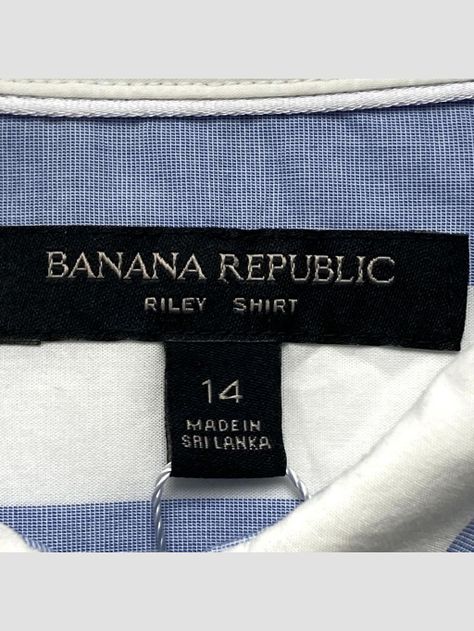 BANANA REPUBLIC
RILEY SHIRT
14
MADE IN
SRI LANKA